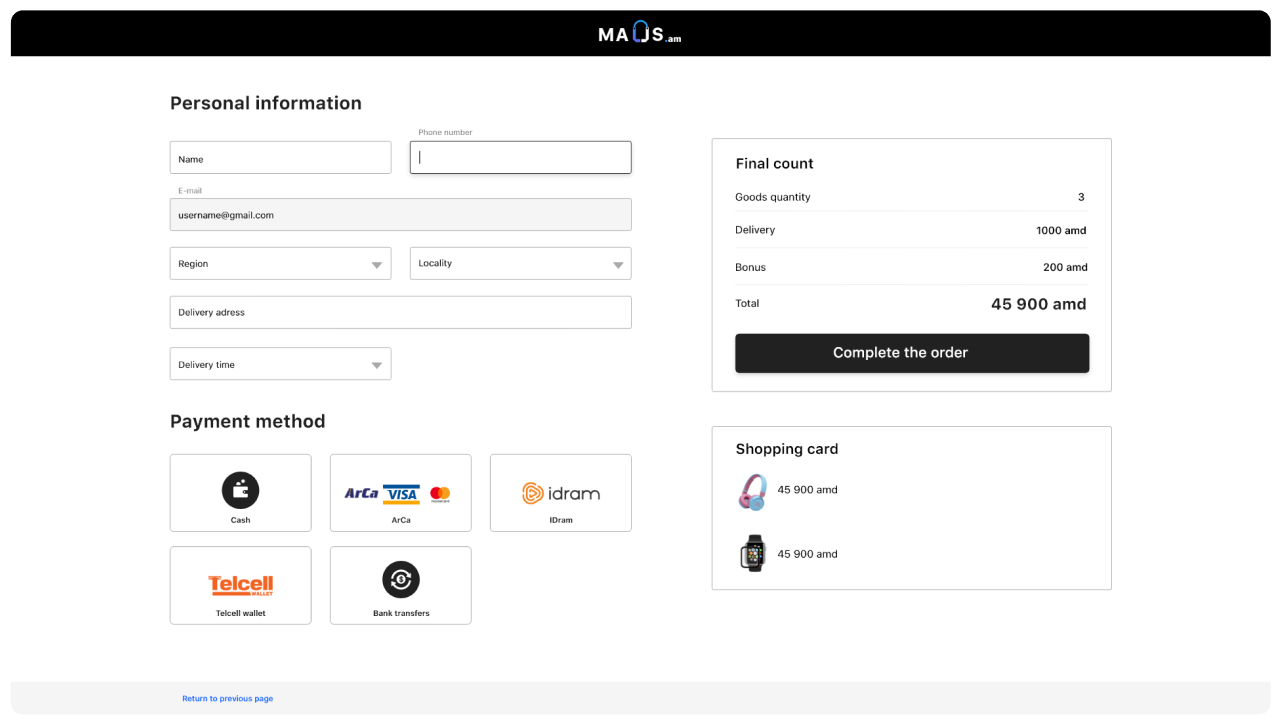 MAUS.am
Personal information
Phone number
Name
E-mail
username@gmail.com
Region
Locality
Delivery adress
Delivery time
Payment method
ArCa VISA
idram
Cash
ArCa
IDram
Telcell
WALLET
Telcell wallet
Bank transfers
Final count
Goods quantity 3
Delivery 1000 amd
Bonus 200 amd
Total 45 900 amd
Complete the order
Shopping card
45 900 amd
45 900 amd
Return to previous page